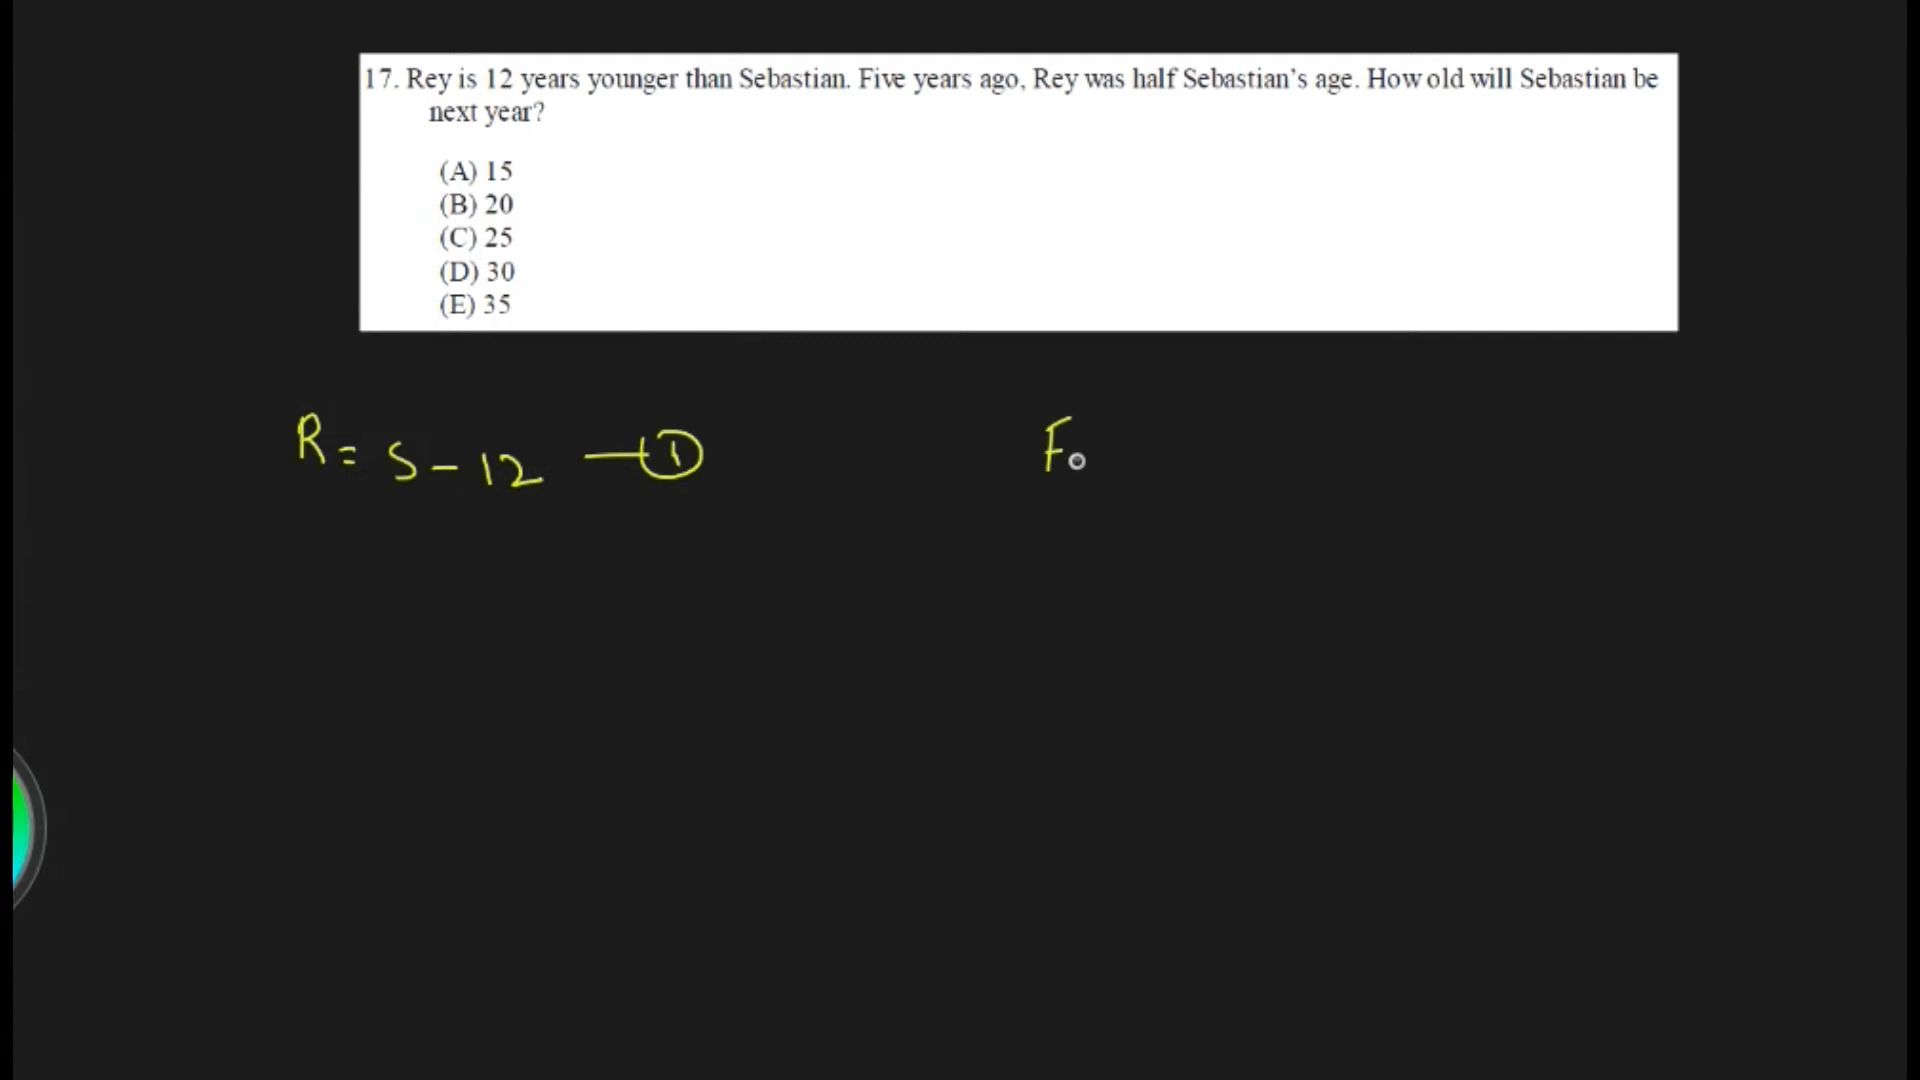 17. Rey is 12 years younger than Sebastian. Five years ago, Rey was half Sebastian's age. How old will Sebastian be
next year?
(A) 15
(B) 20
(C) 25
(D) 30
(E) 35
R = S - 12 — ①
F